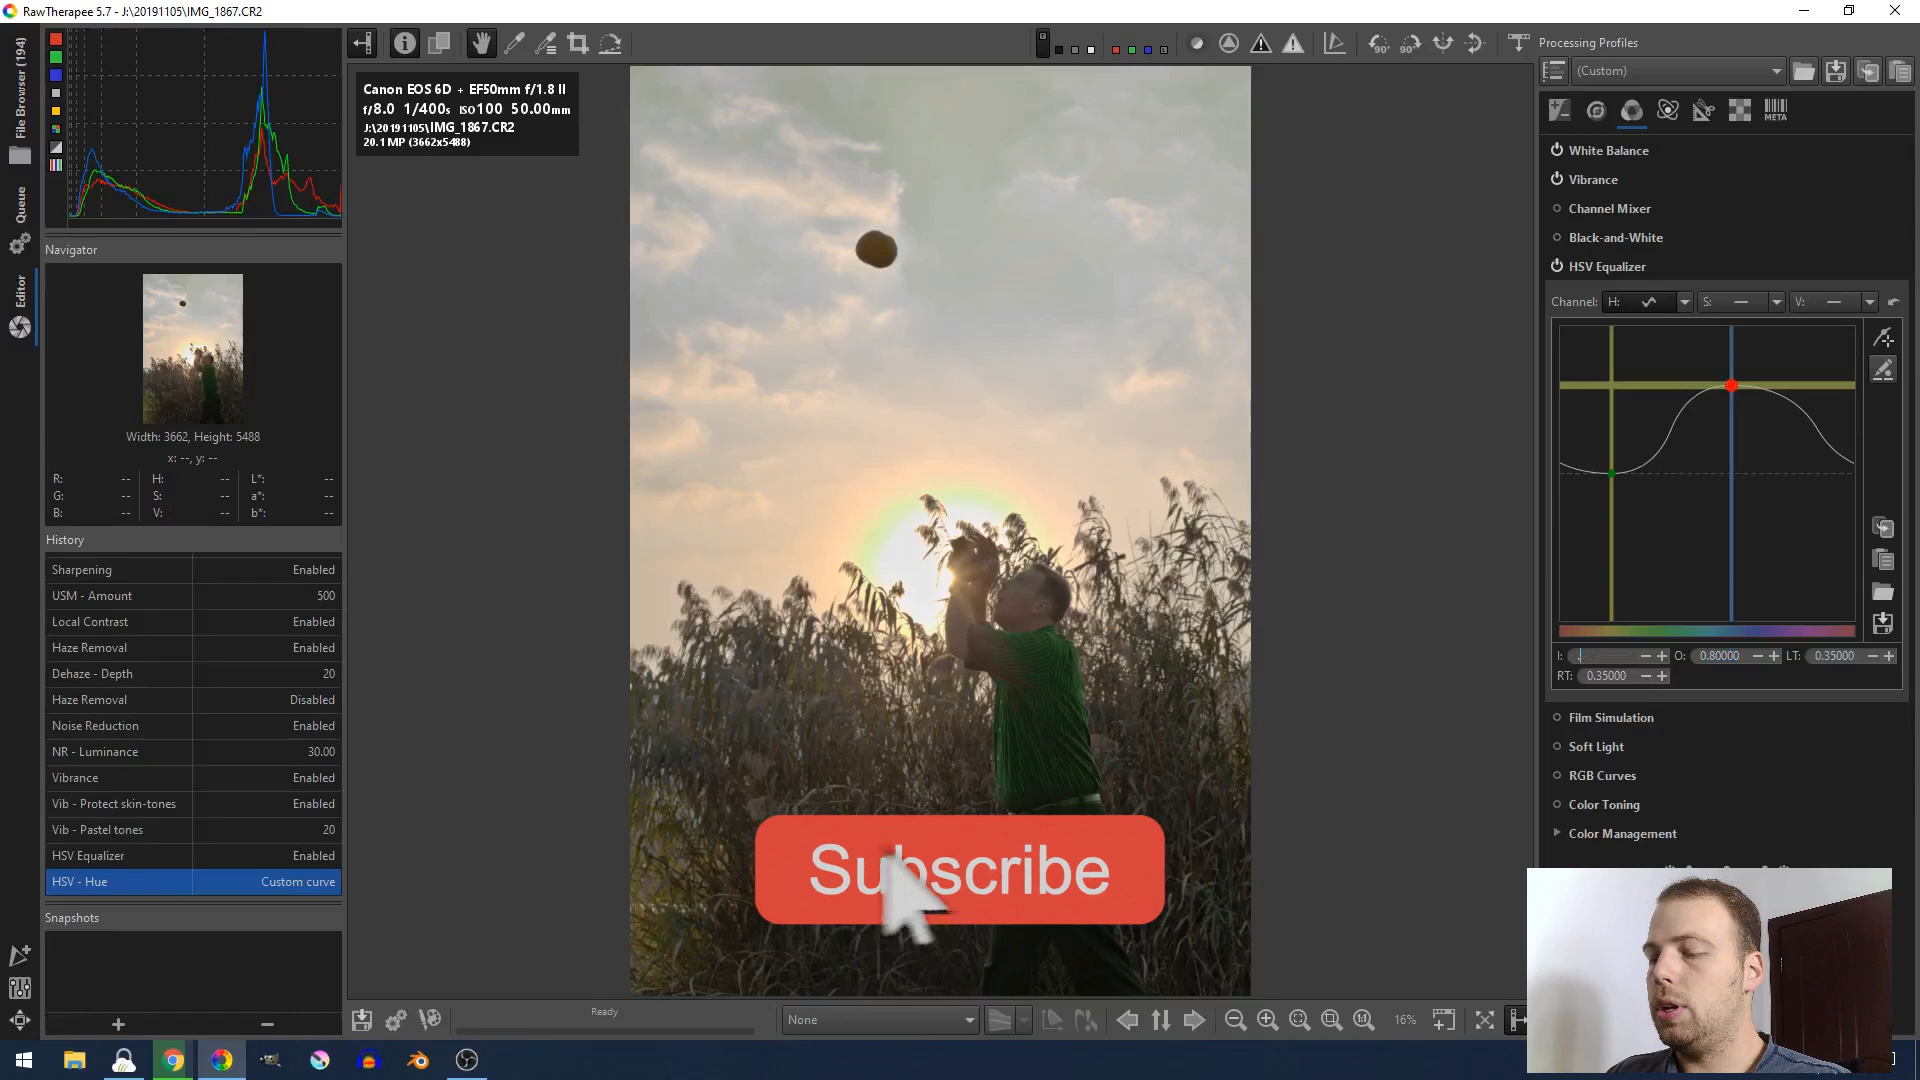 RawTherapee 5.7 - J:\20191105\IMG_1867.CR2
File Browser (194)
Queue
Editor
Canon EOS 6D + EF50mm f/1.8 II
f/8.0 1/400s ISO100 50.00mm
J:\20191105\IMG_1867.CR2
20.1 MP (3662x5488)
Navigator
Width: 3662, Height: 5488
x: --, y: --
R: -- H: -- L*: --
G: -- S: -- a*: --
B: -- V: -- b*: --
History
Sharpening Enabled
USM - Amount 500
Local Contrast Enabled
Haze Removal Enabled
Dehaze - Depth 20
Haze Removal Disabled
Noise Reduction Enabled
NR - Luminance 30.00
Vibrance Enabled
Vib - Protect skin-tones Enabled
Vib - Pastel tones 20
HSV Equalizer Enabled
HSV - Hue Custom curve
Snapshots
Subscribe
Ready
None
16%
Processing Profiles
(Custom)
META
White Balance
Vibrance
Channel Mixer
Black-and-White
HSV Equalizer
Channel: H: S: V:
I: . O: 0.80000 LT: 0.35000
RT: 0.35000
Film Simulation
Soft Light
RGB Curves
Color Toning
Color Management